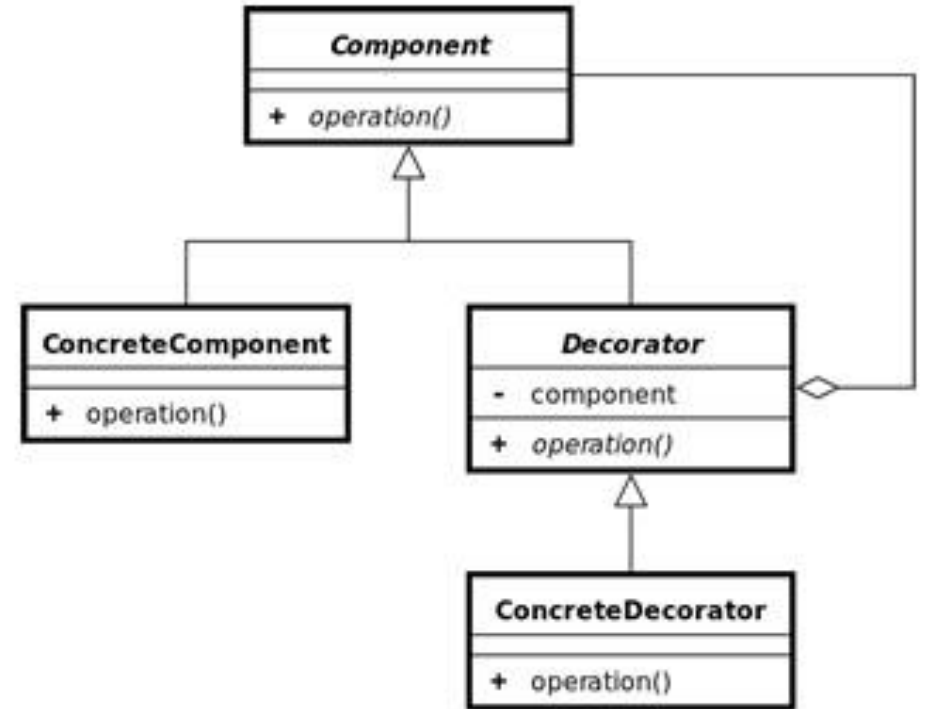 Component
+ operation()
ConcreteComponent
+ operation()
Decorator
- component
+ operation()
ConcreteDecorator
+ operation()